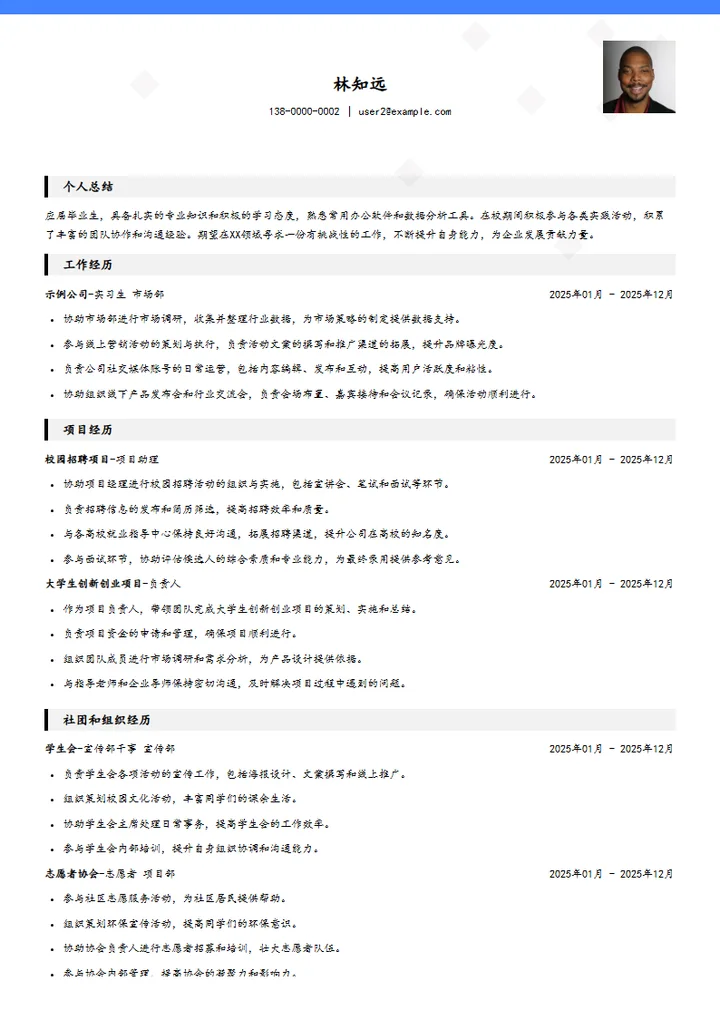 林知远
138-0000-0002 | user2@example.com
个人总结
应届毕业生，具备扎实的专业知识和积极的学习态度，熟悉常用办公软件和数据分析工具。在校期间积极参与各类实践活动，积累
了丰富的团队协作和沟通经验。期望在XX领域寻求一份有挑战性的工作，不断提升自身能力，为企业发展贡献力量。
工作经历
示例公司-实习生 市场部 2025年01月 - 2025年12月
• 协助市场部进行市场调研，收集并整理行业数据，为市场策略的制定提供数据支持。
• 参与线上营销活动的策划与执行，负责活动文案的撰写和推广渠道的拓展，提升品牌曝光度。
• 负责公司社交媒体账号的日常运营，包括内容编辑、发布和互动，提高用户活跃度和粘性。
• 协助组织线下产品发布会和行业交流会，负责会场布置、嘉宾接待和会议记录，确保活动顺利进行。
项目经历
校园招聘项目-项目助理 2025年01月 - 2025年12月
• 协助项目经理进行校园招聘活动的组织与实施，包括宣讲会、笔试和面试等环节。
• 负责招聘信息的发布和简历筛选，提高招聘效率和质量。
• 与各高校就业指导中心保持良好沟通，拓展招聘渠道，提升公司在高校的知名度。
• 参与面试环节，协助评估候选人的综合素质和专业能力，为最终录用提供参考意见。
大学生创新创业项目-负责人 2025年01月 - 2025年12月
• 作为项目负责人，带领团队完成大学生创新创业项目的策划、实施和总结。
• 负责项目资金的申请和管理，确保项目顺利进行。
• 组织团队成员进行市场调研和需求分析，为产品设计提供依据。
• 与指导老师和企业导师保持密切沟通，及时解决项目过程中遇到的问题。
社团和组织经历
学生会-宣传部干事 宣传部 2025年01月 - 2025年12月
• 负责学生会各项活动的宣传工作，包括海报设计、文案撰写和线上推广。
• 组织策划校园文化活动，丰富同学们的课余生活。
• 协助学生会主席处理日常事务，提高学生会的工作效率。
• 参与学生会内部培训，提升自身组织协调和沟通能力。
志愿者协会-志愿者 项目部 2025年01月 - 2025年12月
• 参与社区志愿服务活动，为社区居民提供帮助。
• 组织策划环保宣传活动，提高同学们的环保意识。
• 协助协会负责人进行志愿者招募和培训，壮大志愿者队伍。
• 参与协会内部管理，提高协会的凝聚力和影响力。